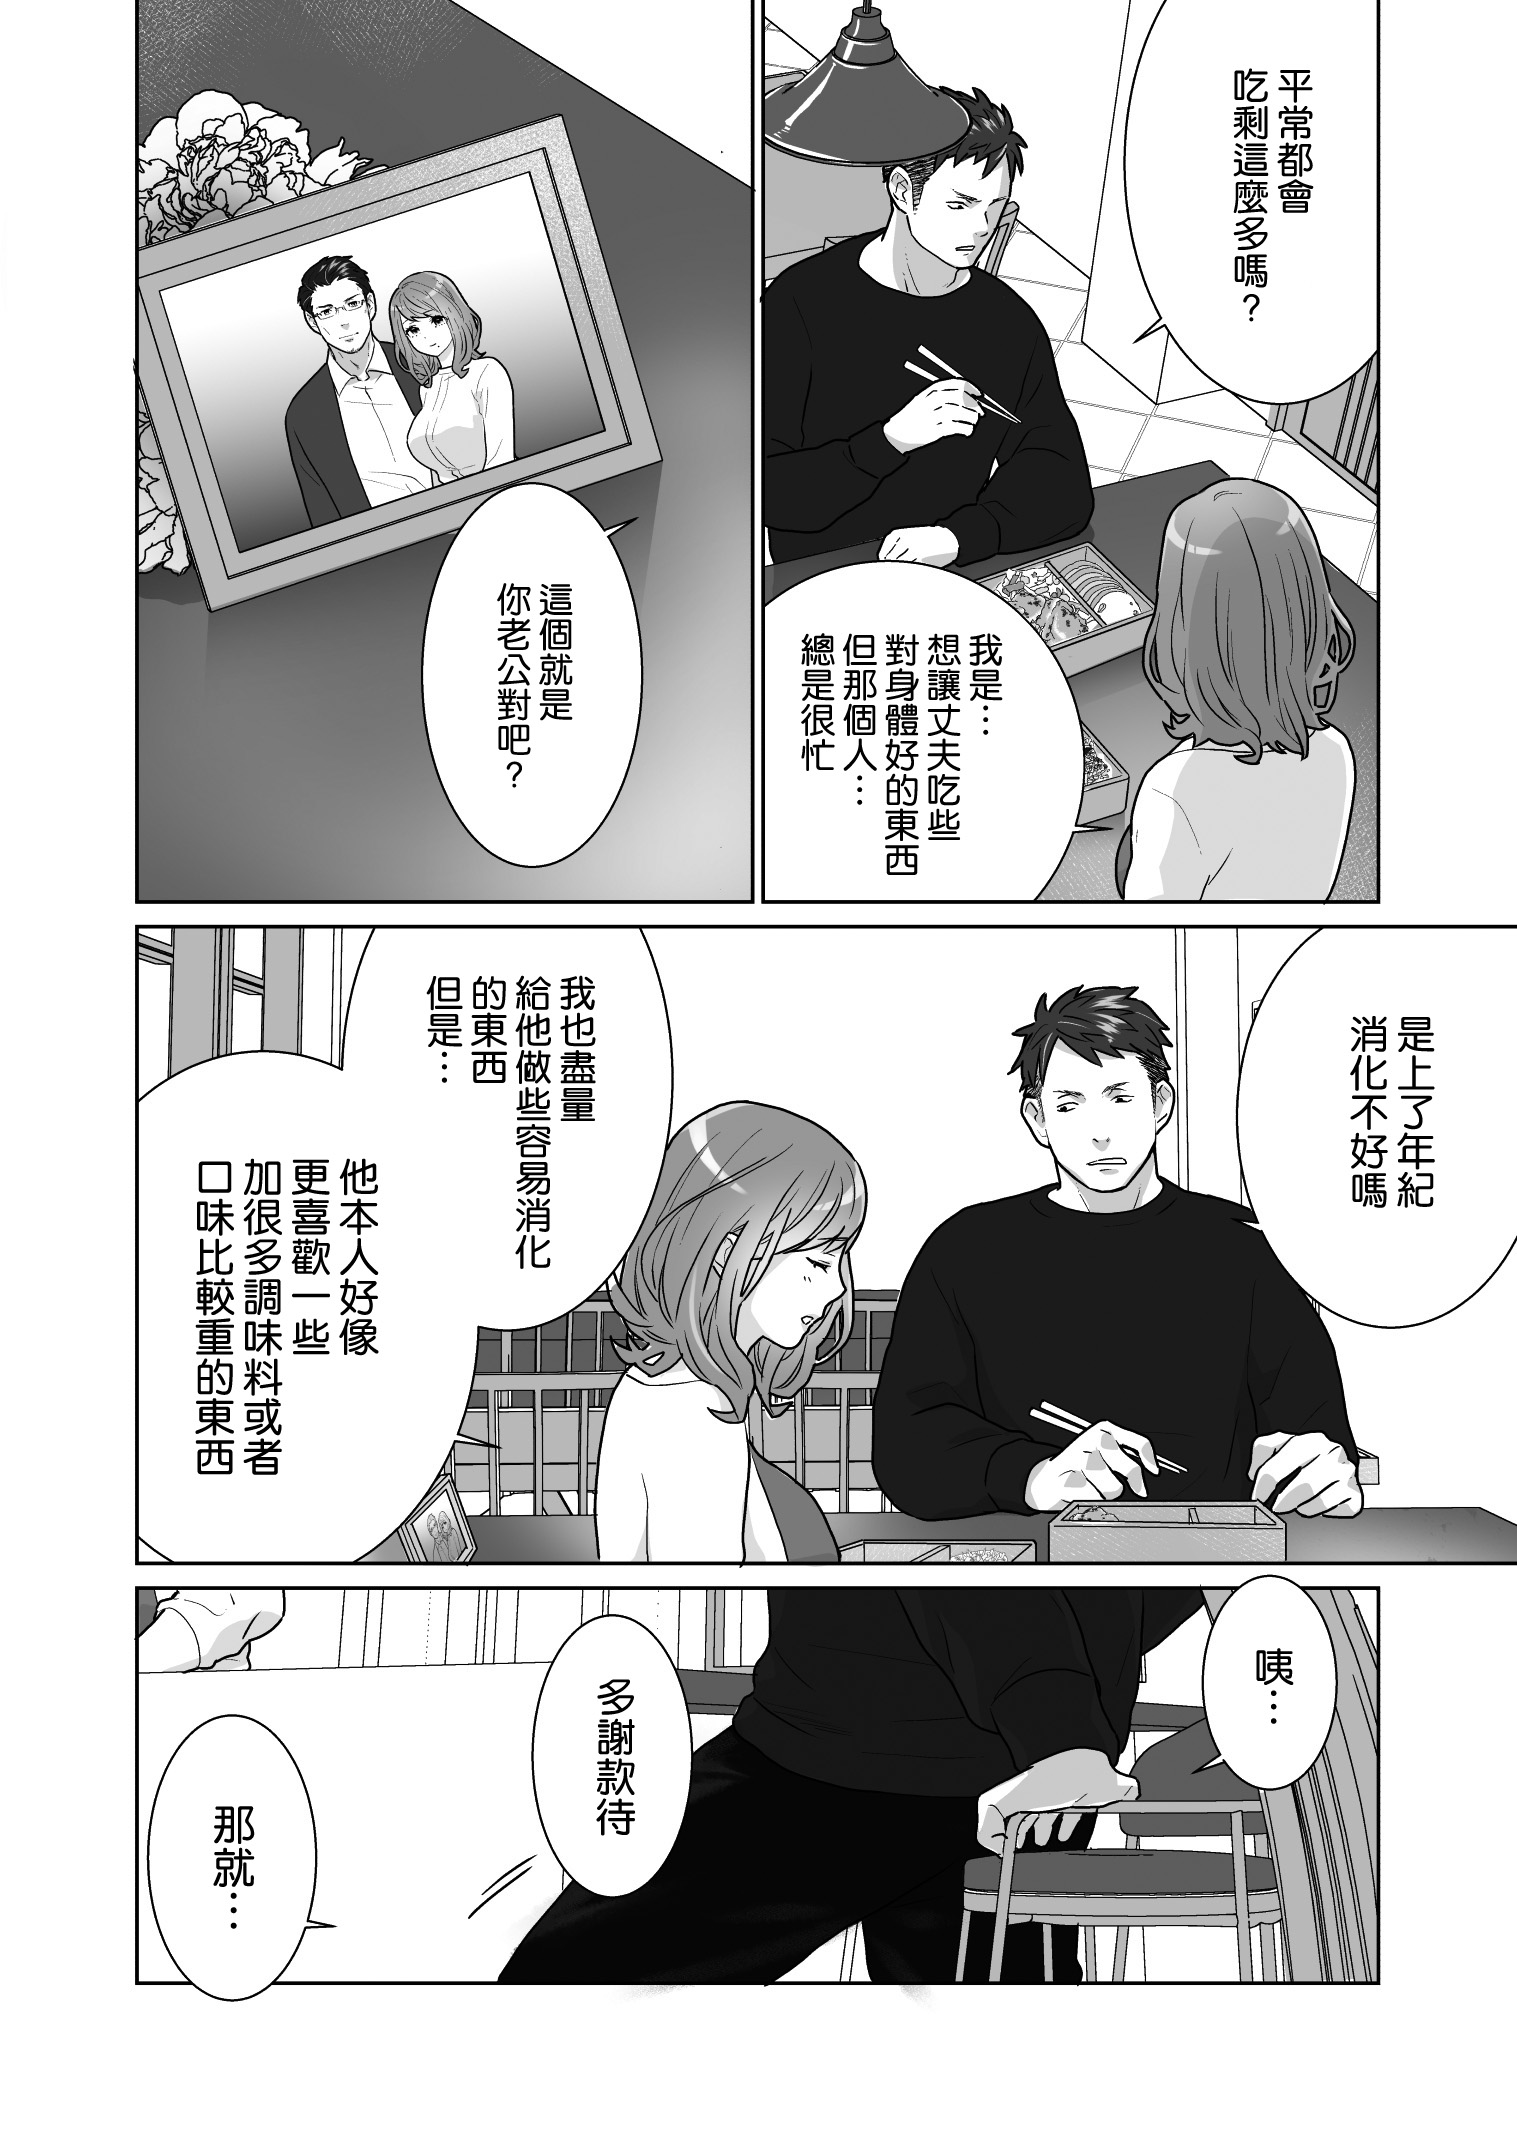 平常都會
吃剩這麼多嗎？
我是…
想讓丈夫吃些
對身體好的東西
但那個人…
總是很忙
這個就是
你老公對吧？
是上了年紀
消化不好嗎
我也盡量
給他做些容易消化
的東西
但是…
他本人好像
更喜歡一些
加很多調味料或者
口味比較重的東西
咦…
多謝款待
那就…